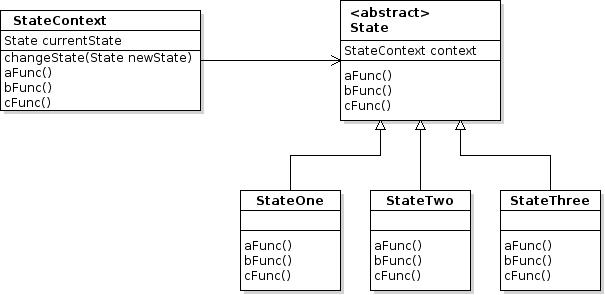 StateContext
State currentState
changeState(State newState)
aFunc()
bFunc()
cFunc()
<abstract>
State
StateContext context
aFunc()
bFunc()
cFunc()
StateOne
aFunc()
bFunc()
cFunc()
StateTwo
aFunc()
bFunc()
cFunc()
StateThree
aFunc()
bFunc()
cFunc()